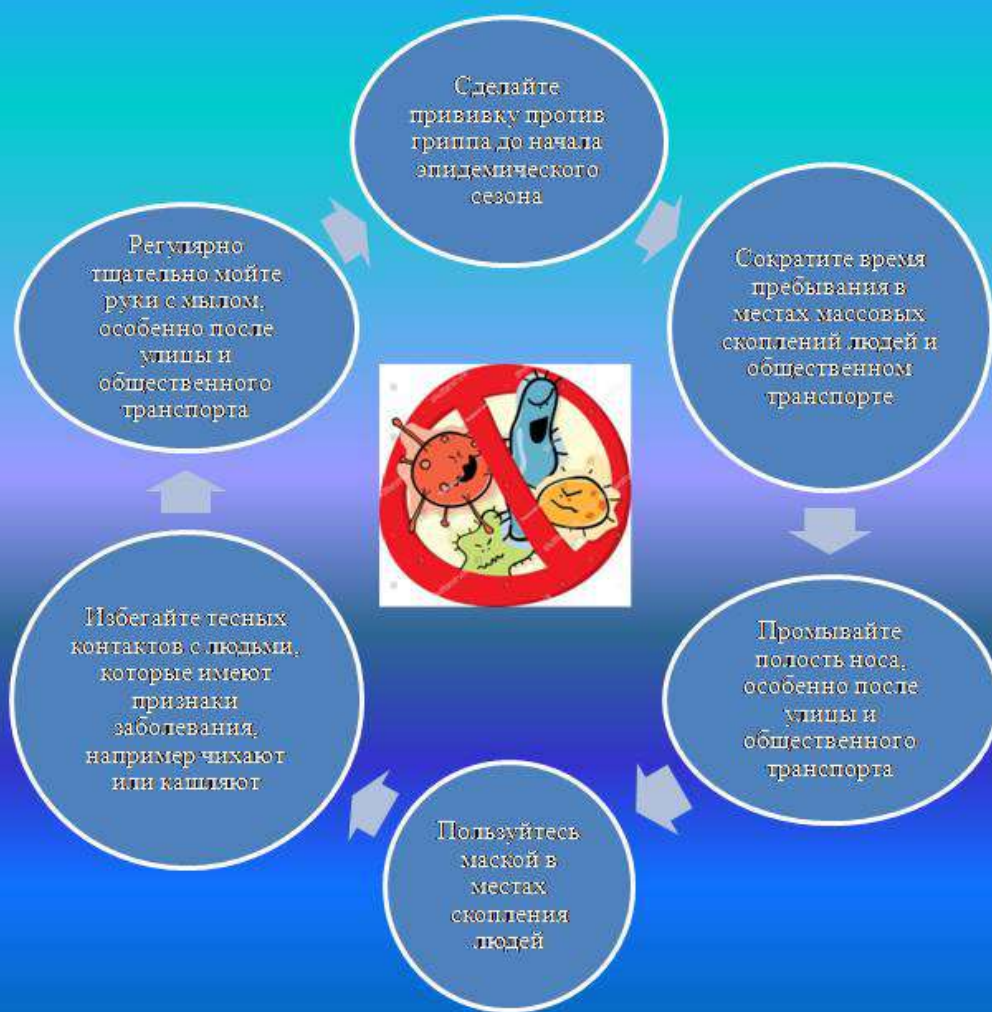 Сделайте
прививку против
гриппа до начала
эпидемического
сезона
Сократите время
пребывания в
местах массовых
скоплений людей и
общественном
транспорте
Промывайте
полость носа,
особенно после
улицы и
общественного
транспорта
Пользуйтесь
маской в
местах
скопления
людей
Избегайте тесных
контактов с людьми,
которые имеют
признаки
заболевания,
например чихают
или кашляют
Регулярно
тщательно мойте
руки с мылом,
особенно после
улицы и
общественного
транспорта